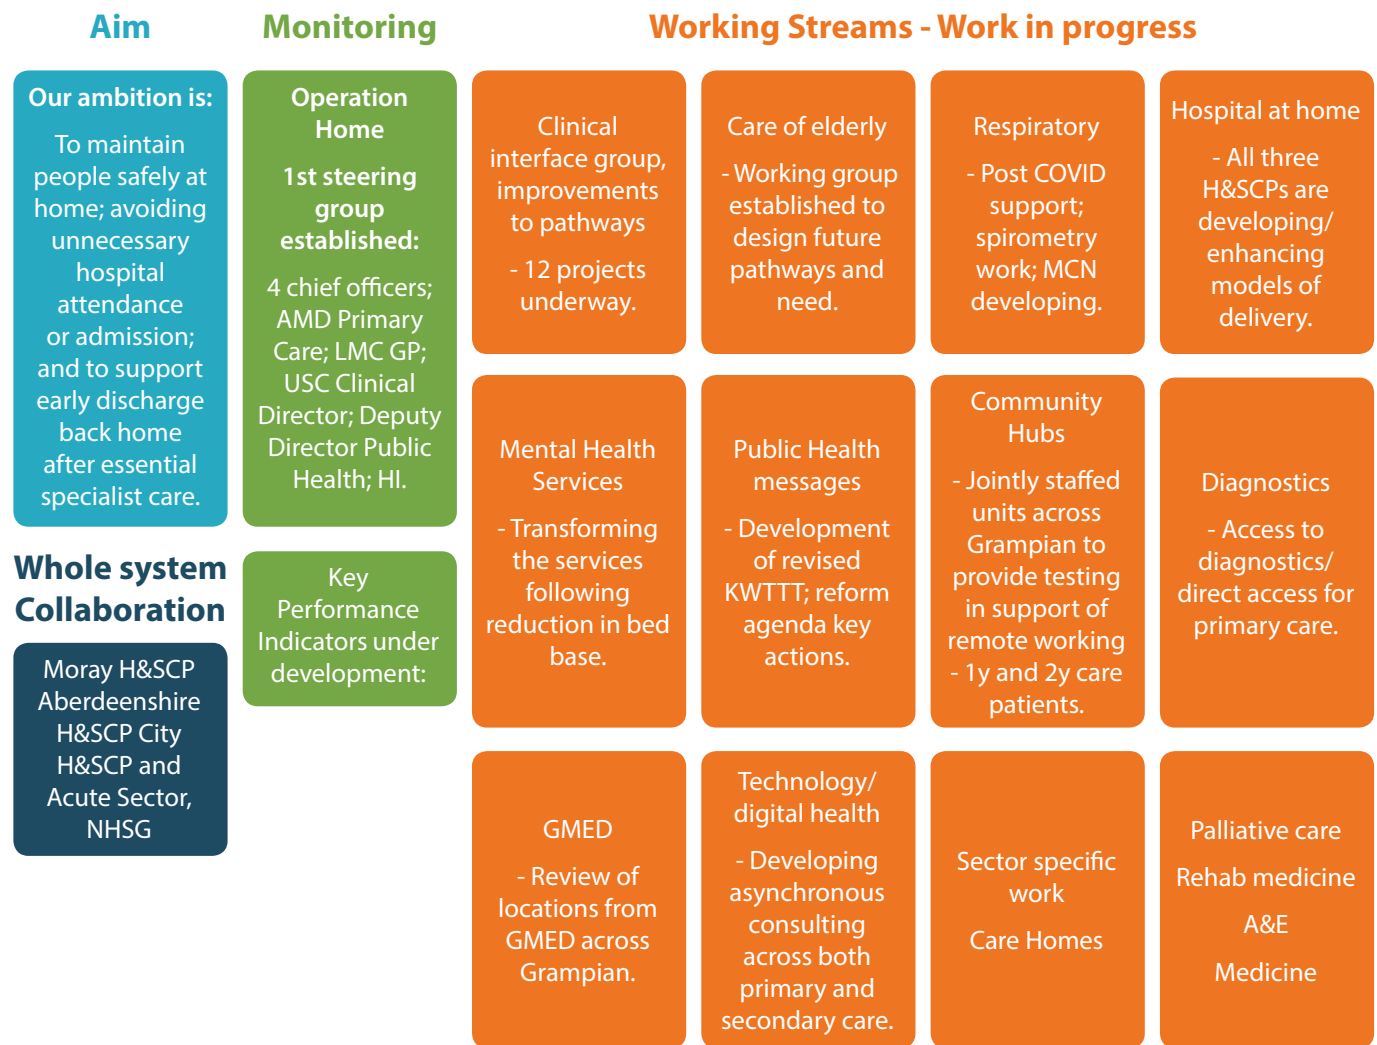 Aim
Our ambition is:
To maintain
people safely at
home; avoiding
unnecessary
hospital
attendance
or admission;
and to support
early discharge
back home
after essential
specialist care.
Whole system
Collaboration
Moray H&SCP
Aberdeenshire
H&SCP City
H&SCP and
Acute Sector,
NHSG
Monitoring
Operation
Home
1st steering
group
established:
4 chief officers;
AMD Primary
Care; LMC GP;
USC Clinical
Director; Deputy
Director Public
Health; HI.
Key
Performance
Indicators under
development:
Working Streams - Work in progress
Clinical
interface group,
improvements
to pathways
- 12 projects
underway.
Care of elderly
- Working group
established to
design future
pathways and
need.
Respiratory
- Post COVID
support;
spirometry
work; MCN
developing.
Hospital at home
- All three
H&SCPs are
developing/
enhancing
models of
delivery.
Mental Health
Services
- Transforming
the services
following
reduction in bed
base.
Public Health
messages
- Development
of revised
KWTTT; reform
agenda key
actions.
Community
Hubs
- Jointly staffed
units across
Grampian to
provide testing
in support of
remote working
- 1y and 2y care
patients.
Diagnostics
- Access to
diagnostics/
direct access for
primary care.
GMED
- Review of
locations from
GMED across
Grampian.
Technology/
digital health
- Developing
asynchronous
consulting
across both
primary and
secondary care.
Sector specific
work
Care Homes
Palliative care
Rehab medicine
A&E
Medicine